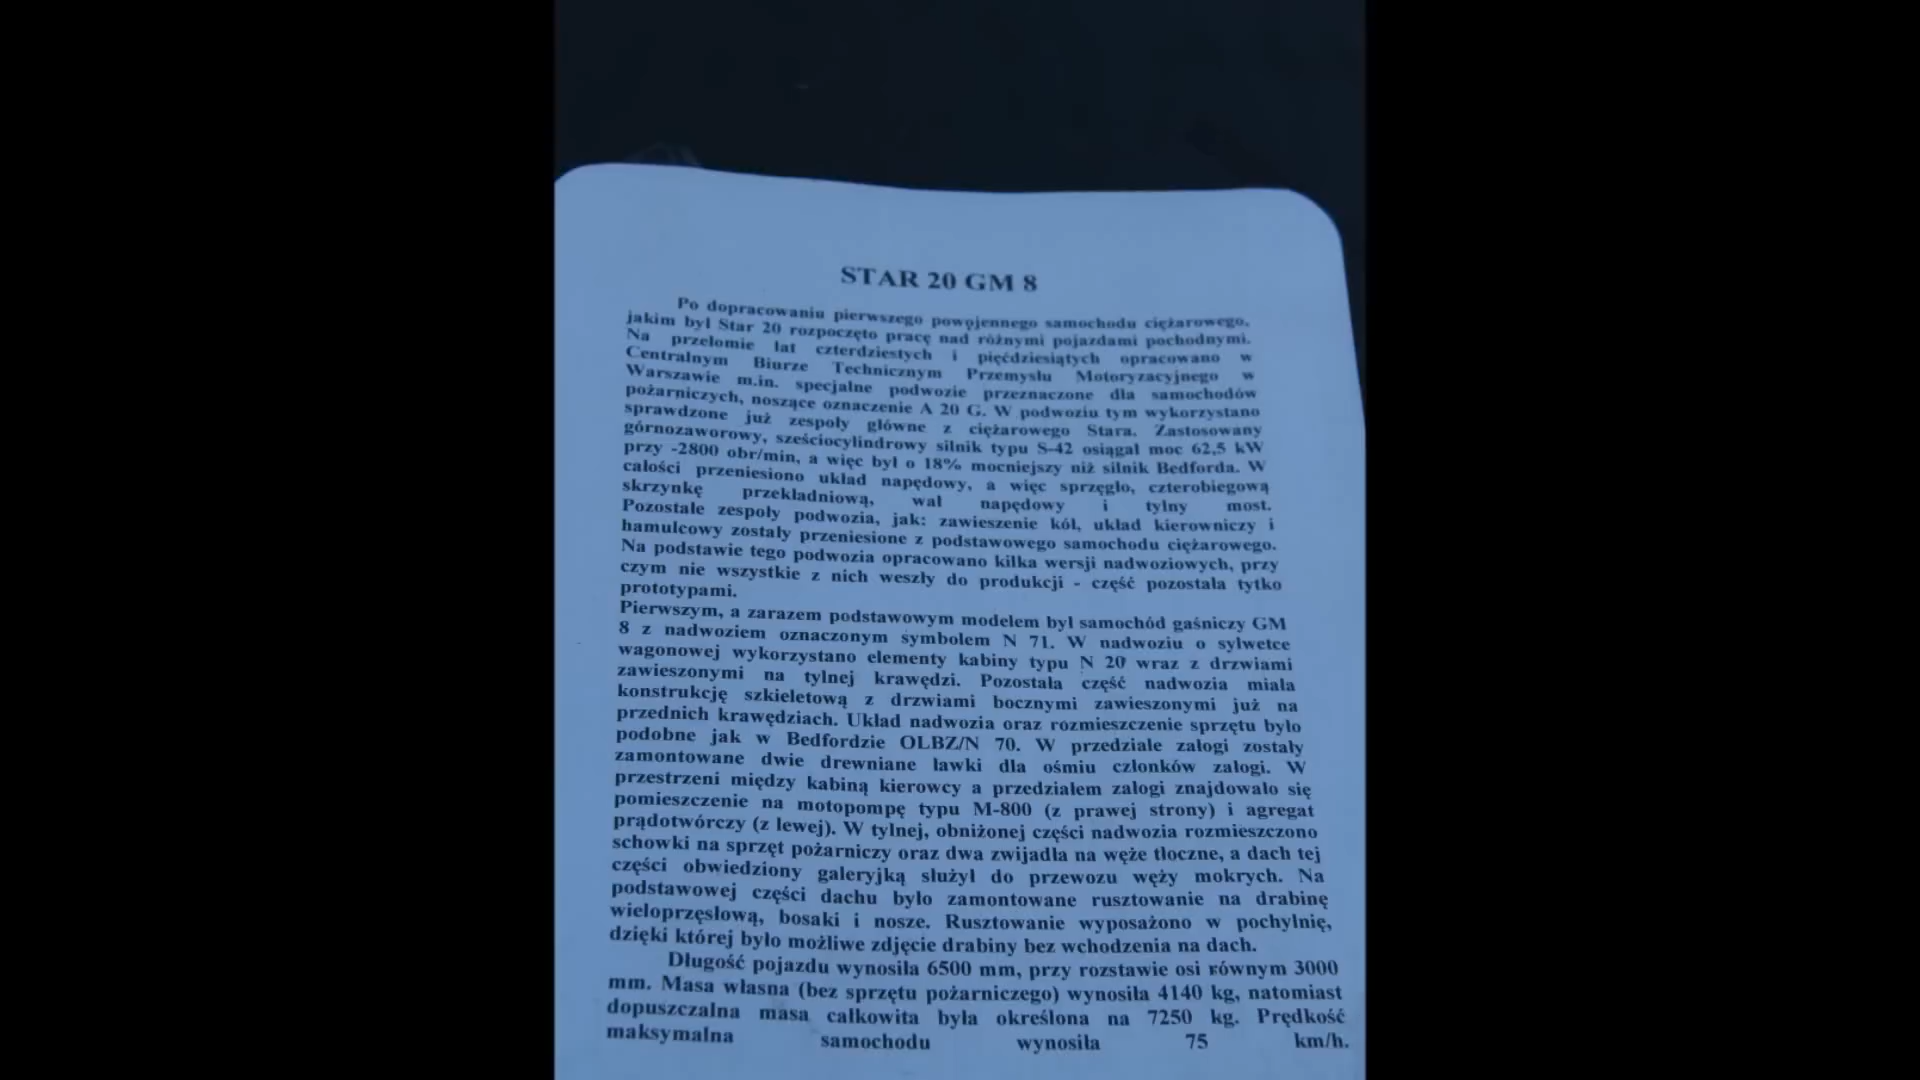 STAR 20 GM 8
Po dopracowaniu pierwszego powojennego samochodu ciężarowego,
jakim był Star 20 rozpoczęto pracę nad różnymi pojazdami pochodnymi.
Na przełomie lat czterdziestych i pięćdziesiątych opracowano w
Centralnym Biurze Technicznym Przemysłu Motoryzacyjnego w
Warszawie m.in. specjalne podwozie przeznaczone dla samochodów
pożarniczych, noszące oznaczenie A 20 G. W podwoziu tym wykorzystano
sprawdzone już zespoły główne z ciężarowego Stara. Zastosowany
górnozaworowy, sześciocylindrowy silnik typu S-42 osiągał moc 62,5 kW
przy -2800 obr/min, a więc był o 18% mocniejszy niż silnik Bedforda. W
całości przeniesiono układ napędowy, a więc sprzęgło, czterobiegową
skrzynkę przekładniową, wał napędowy i tylny most.
Pozostałe zespoły podwozia, jak: zawieszenie kół, układ kierowniczy i
hamulcowy zostały przeniesione z podstawowego samochodu ciężarowego.
Na podstawie tego podwozia opracowano kilka wersji nadwoziowych, przy
czym nie wszystkie z nich weszły do produkcji - część pozostała tytko
prototypami.
Pierwszym, a zarazem podstawowym modelem był samochód gaśniczy GM
8 z nadwoziem oznaczonym symbolem N 71. W nadwoziu o sylwetce
wagonowej wykorzystano elementy kabiny typu N 20 wraz z drzwiami
zawieszonymi na tylnej krawędzi. Pozostała część nadwozia miała
konstrukcję szkieletową z drzwiami bocznymi zawieszonymi już na
przednich krawędziach. Układ nadwozia oraz rozmieszczenie sprzętu było
podobne jak w Bedfordzie OLBZ/N 70. W przedziale załogi zostały
zamontowane dwie drewniane ławki dla ośmiu członków załogi. W
przestrzeni między kabiną kierowcy a przedziałem załogi znajdowało się
pomieszczenie na motopompę typu M-800 (z prawej strony) i agregat
prądotwórczy (z lewej). W tylnej, obniżonej części nadwozia rozmieszczono
schowki na sprzęt pożarniczy oraz dwa zwijadła na węże tłoczne, a dach tej
części obwiedziony galeryjką służył do przewozu węży mokrych. Na
podstawowej części dachu było zamontowane rusztowanie na drabinę
wieloprzęsłową, bosaki i nosze. Rusztowanie wyposażono w pochylnię,
dzięki której było możliwe zdjęcie drabiny bez wchodzenia na dach.
Długość pojazdu wynosiła 6500 mm, przy rozstawie osi równym 3000
mm. Masa własna (bez sprzętu pożarniczego) wynosiła 4140 kg, natomiast
dopuszczalna masa całkowita była określona na 7250 kg. Prędkość
maksymalna samochodu wynosiła 75 km/h.